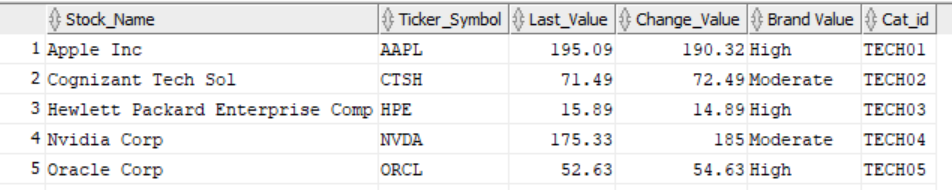 Stock_Name Ticker_Symbol Last_Value Change_Value Brand Value Cat_id
1 Apple Inc AAPL 195.09 190.32 High TECH01
2 Cognizant Tech Sol CTSH 71.49 72.49 Moderate TECH02
3 Hewlett Packard Enterprise Comp HPE 15.89 14.89 High TECH03
4 Nvidia Corp NVDA 175.33 185 Moderate TECH04
5 Oracle Corp ORCL 52.63 54.63 High TECH05